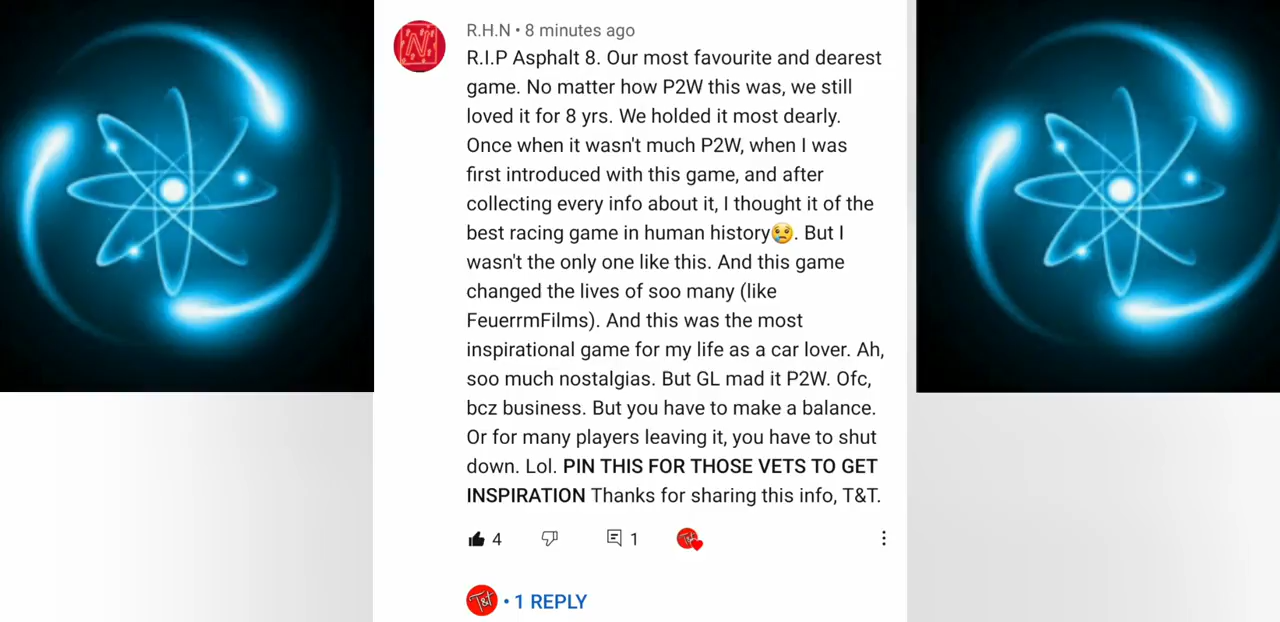 R.H.N • 8 minutes ago
R.I.P Asphalt 8. Our most favourite and dearest
game. No matter how P2W this was, we still
loved it for 8 yrs. We holded it most dearly.
Once when it wasn't much P2W, when I was
first introduced with this game, and after
collecting every info about it, I thought it of the
best racing game in human history😢. But I
wasn't the only one like this. And this game
changed the lives of soo many (like
FeuerrmFilms). And this was the most
inspirational game for my life as a car lover. Ah,
soo much nostalgias. But GL mad it P2W. Ofc,
bcz business. But you have to make a balance.
Or for many players leaving it, you have to shut
down. Lol. PIN THIS FOR THOSE VETS TO GET
INSPIRATION Thanks for sharing this info, T&T.
4 1 T&t
T&t • 1 REPLY